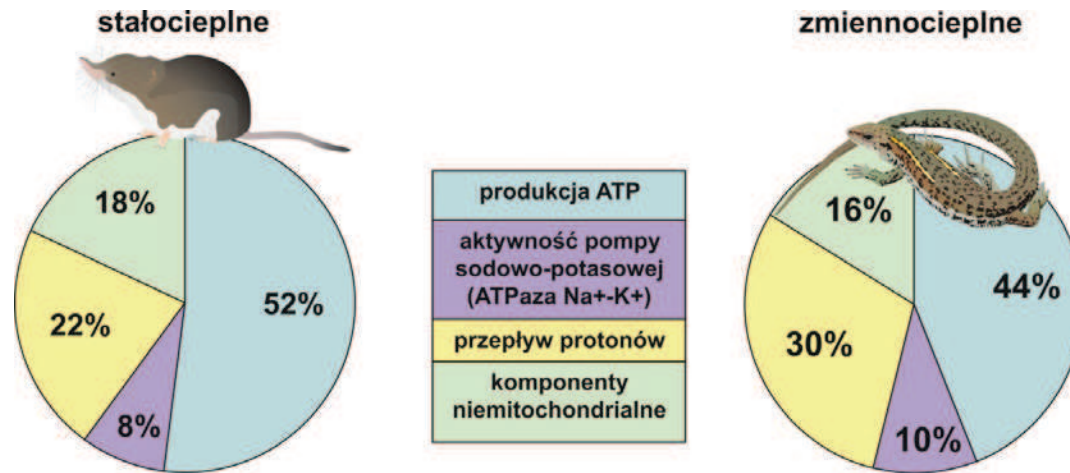 stałocieplne
zmiennocieplne
18%
22%
52%
8%
produkcja ATP
aktywność pompy
sodowo-potasowej
(ATPaza Na+-K+)
przepływ protonów
komponenty
niemitochondrialne
16%
44%
30%
10%